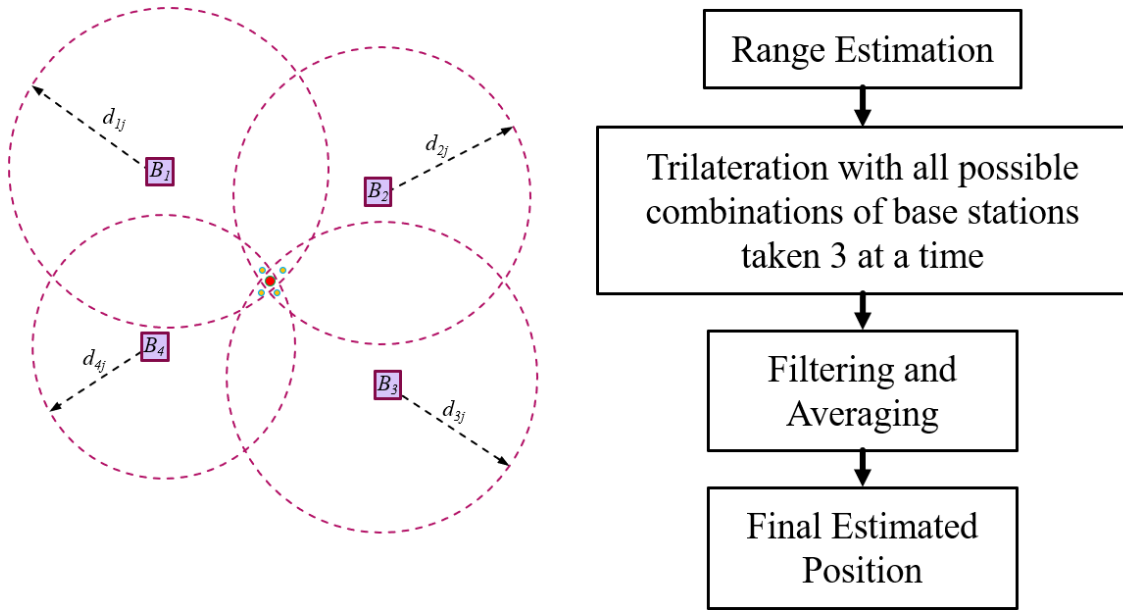 d1j
B1
d2j
B2
B4
d4j
B3
d3j
Range Estimation
Trilateration with all possible
combinations of base stations
taken 3 at a time
Filtering and
Averaging
Final Estimated
Position